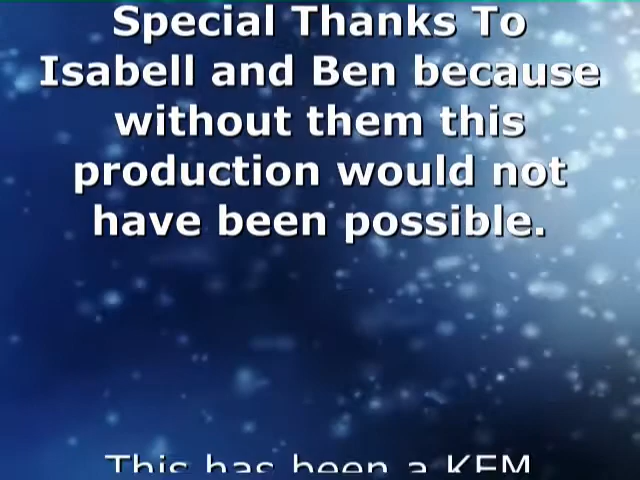 Special Thanks To
Isabell and Ben because
without them this
production would not
have been possible.
This has been a KFM